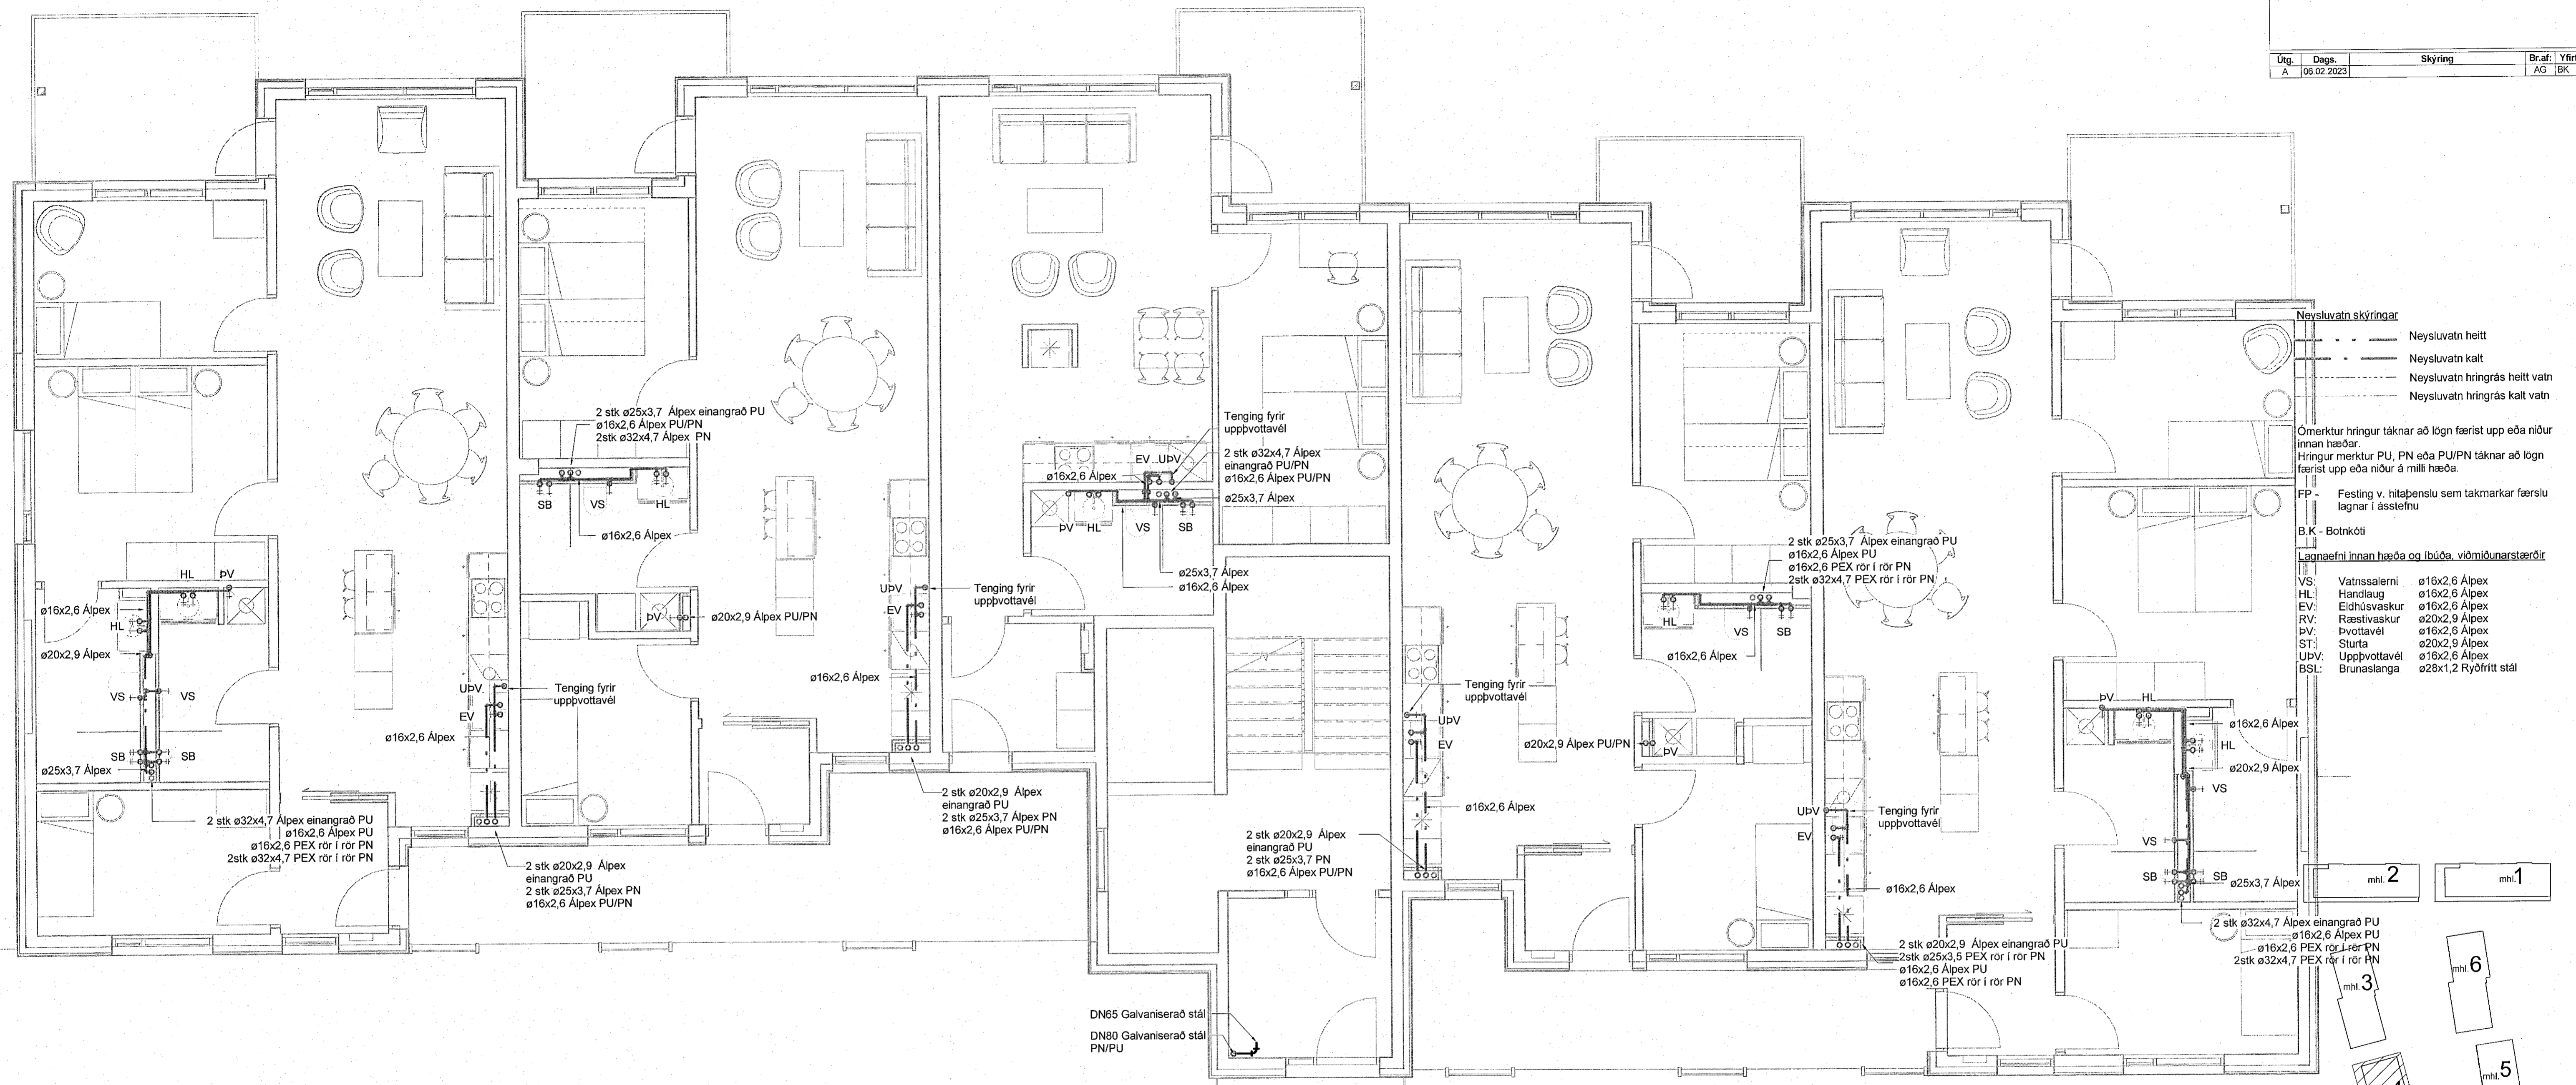 Útg. Dags. Skýring Br.af:
A 06.02.2023 AG BK
Neysluvatn skýringar
Neysluvatn heitt
Neysluvatn kalt
Neysluvatn hringrás heitt vatn
Neysluvatn hringrás kalt vatn
Ómerktur hringur táknar að lögn færist upp eða niður
innan hæðar.
Hringur merktur PU, PN eða PU/PN táknar að lögn
færist upp eða niður á milli hæða.
FP - Festing v. hitaþenslu sem takmarkar færslu
lagnar í ásstefnu
B.K - Botnkóti
Lagnaefni innan hæða og íbúða, viðmiðunarstærðir
VS: Vatnssalerni ø16x2,6 Álpex
HL: Handlaug ø16x2,6 Álpex
EV: Eldhúsvaskur ø16x2,6 Álpex
RV: Ræstivaskur ø20x2,9 Álpex
ÞV: Þvottavél ø16x2,6 Álpex
ST: Sturta ø20x2,9 Álpex
UÞV: Uppþvottavél ø16x2,6 Álpex
BSL: Brunaslanga ø28x1,2 Ryðfrítt stál
HL ÞV
ø16x2,6 Álpex
HL
ø20x2,9 Álpex
VS VS
SB SB
ø25x3,7 Álpex
2 stk ø32x4,7 Álpex einangrað PU
ø16x2,6 Álpex PU
ø16x2,6 PEX rör í rör PN
2stk ø32x4,7 PEX rör í rör PN
UÞV
Tenging fyrir
uppþvottavél
EV
ø16x2,6 Álpex
2 stk ø20x2,9 Álpex
einangrað PU
2 stk ø25x3,7 Álpex PN
ø16x2,6 Álpex PU/PN
2 stk ø25x3,7 Álpex einangrað PU
ø16x2,6 Álpex PU/PN
2stk ø32x4,7 Álpex PN
SB VS HL
ø16x2,6 Álpex
ÞV
ø20x2,9 Álpex PU/PN
UÞV
Tenging fyrir
uppþvottavél
EV
ø16x2,6 Álpex
2 stk ø20x2,9 Álpex
einangrað PU
2 stk ø25x3,7 Álpex PN
ø16x2,6 Álpex PU/PN
Tenging fyrir
uppþvottavél
EV UÞV
2 stk ø32x4,7 Álpex
einangrað PU/PN
ø16x2,6 Álpex PU/PN
ø16x2,6 Álpex
ø25x3,7 Álpex
ÞV HL VS SB
ø25x3,7 Álpex
ø16x2,6 Álpex
Tenging fyrir
uppþvottavél
UÞV
EV
ø16x2,6 Álpex
2 stk ø20x2,9 Álpex
einangrað PU
2 stk ø25x3,7 PN
ø16x2,6 Álpex PU/PN
DN65 Galvaniserað stál
DN80 Galvaniserað stál
PN/PU
2 stk ø25x3,7 Álpex einangrað PU
ø16x2,6 Álpex PU
ø16x2,6 PEX rör í rör PN
2stk ø32x4,7 PEX rör í rör PN
HL VS SB
ø16x2,6 Álpex
ø20x2,9 Álpex PU/PN
ÞV
UÞV
Tenging fyrir
uppþvottavél
EV
ø16x2,6 Álpex
2 stk ø20x2,9 Álpex einangrað PU
2stk ø25x3,5 PEX rör í rör PN
ø16x2,6 Álpex PU
ø16x2,6 PEX rör í rör PN
ÞV HL
ø16x2,6 Álpex
HL
ø20x2,9 Álpex
VS
VS
SB SB
ø25x3,7 Álpex
2 stk ø32x4,7 Álpex einangrað PU
ø16x2,6 Álpex PU
ø16x2,6 PEX rör í rör PN
2stk ø32x4,7 PEX rör í rör PN
mhl. 2
mhl. 1
mhl. 3
mhl. 6
mhl. 5